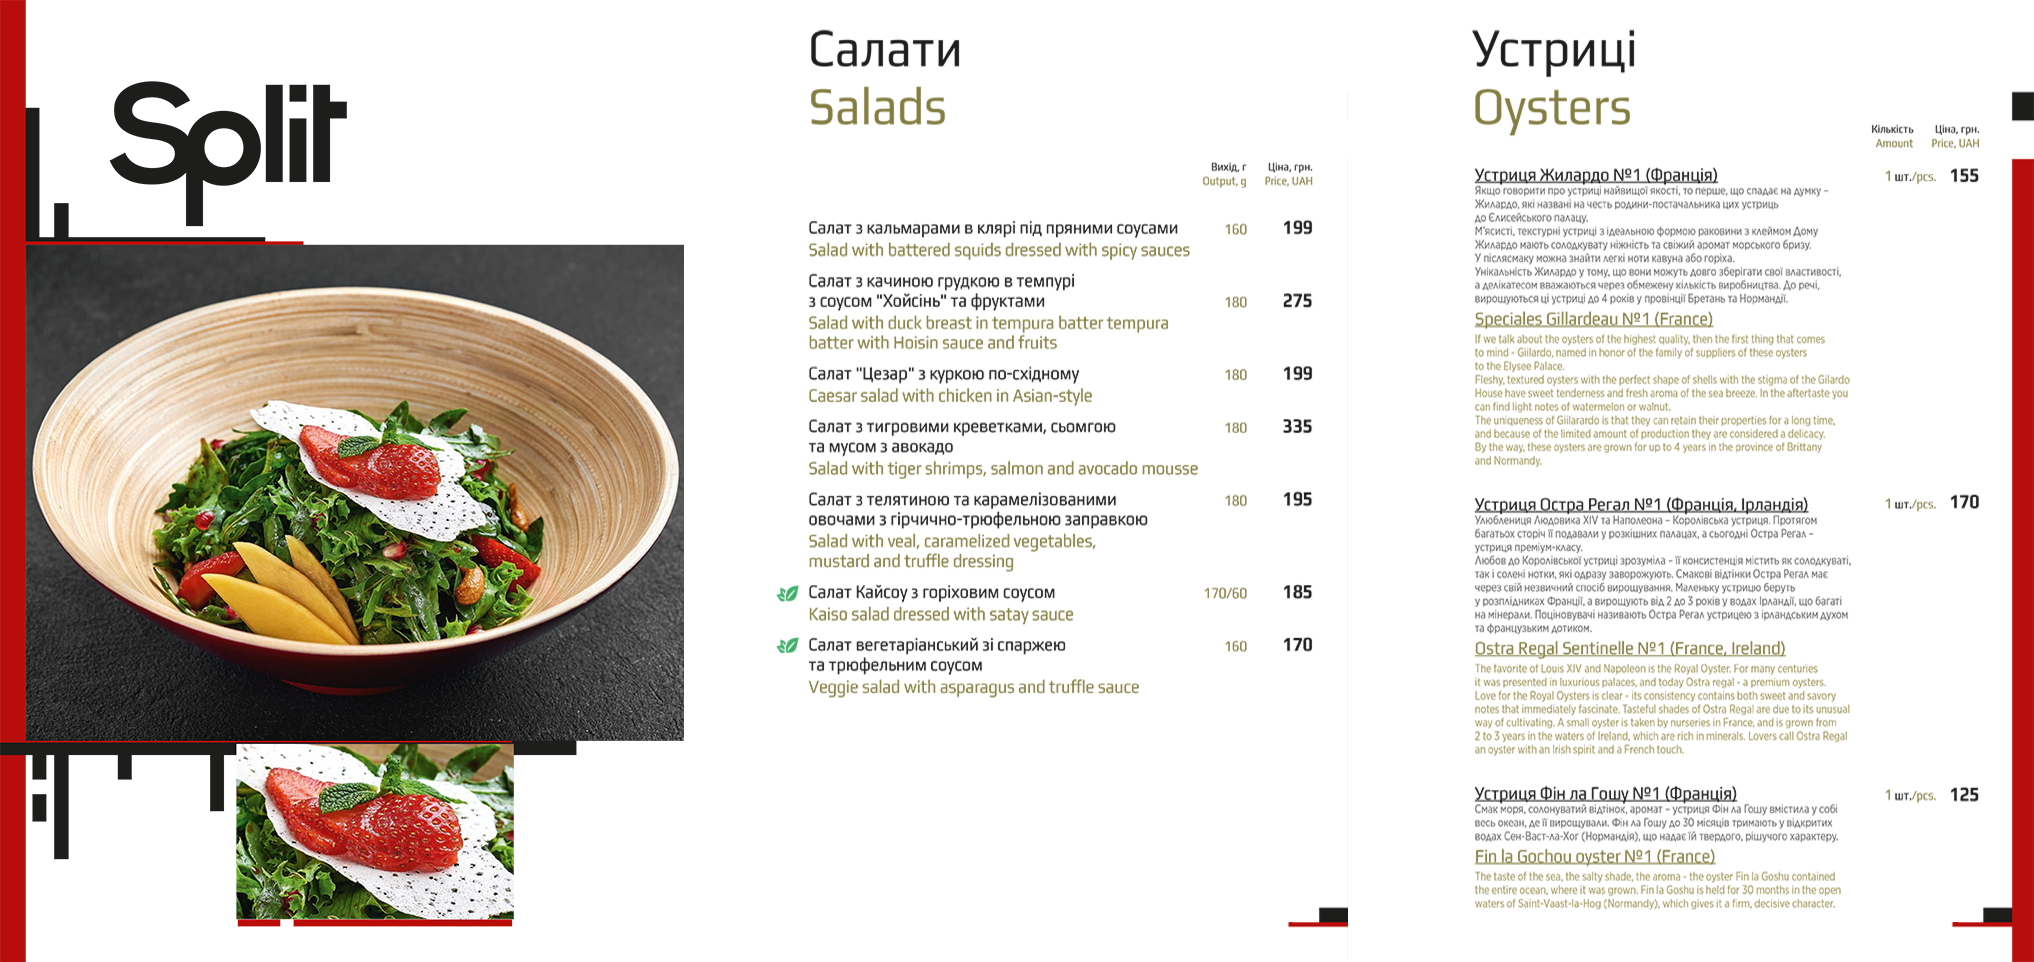 Split
Салати
Salads
Вихід, г Ціна, грн.
Output, g Price, UAH
Салат з кальмарами в клярі під пряними соусами 160 199
Salad with battered squids dressed with spicy sauces
Салат з качиною грудкою в темпурі
з соусом "Хойсінь" та фруктами 180 275
Salad with duck breast in tempura batter tempura
batter with Hoisin sauce and fruits
Салат "Цезар" з куркою по-східному 180 199
Caesar salad with chicken in Asian-style
Салат з тигровими креветками, сьомгою 180 335
та мусом з авокадо
Salad with tiger shrimps, salmon and avocado mousse
Салат з телятиною та карамелізованими 180 195
овочами з гірчично-трюфельною заправкою
Salad with veal, caramelized vegetables,
mustard and truffle dressing
Салат Кайсоу з горіховим соусом 170/60 185
Kaiso salad dressed with satay sauce
Салат вегетаріанський зі спаржею 160 170
та трюфельним соусом
Veggie salad with asparagus and truffle sauce
Устриці
Oysters
Кількість Ціна, грн.
Amount Price, UAH
Устриця Жилардо №1 (Франція) 1 шт./pcs. 155
Якщо говорити про устриці найвищої якості, то перше, що спадає на думку –
Жилардо, які названі на честь родини-постачальника цих устриць
до Єлисейського палацу.
М'ясисті, текстурні устриці з ідеальною формою раковини з клеймом Дому
Жилардо мають солодкувату ніжність та свіжий аромат морського бризу.
У післясмаку можна знайти легкі ноти кавуна або горіха.
Унікальність Жилардо у тому, що вони можуть довго зберігати свої властивості,
а делікатесом вважаються через обмежену кількість виробництва. До речі,
вирощуються ці устриці до 4 років у провінції Бретань та Нормандії.
Speciales Gillardeau №1 (France)
If we talk about the oysters of the highest quality, then the first thing that comes
to mind - Giilardo, named in honor of the family of suppliers of these oysters
to the Elysee Palace.
Fleshy, textured oysters with the perfect shape of shells with the stigma of the Gilardo
House have sweet tenderness and fresh aroma of the sea breeze. In the aftertaste you
can find light notes of watermelon or walnut.
The uniqueness of Giilarardo is that they can retain their properties for a long time,
and because of the limited amount of production they are considered a delicacy.
By the way, these oysters are grown for up to 4 years in the province of Brittany
and Normandy.
Устриця Остра Регал №1 (Франція, Ірландія) 1 шт./pcs. 170
Улюблениця Людовика XIV та Наполеона – Королівська устриця. Протягом
багатьох сторіч її подавали у розкішних палацах, а сьогодні Остра Регал –
устриця преміум-класу.
Любов до Королівської устриці зрозуміла – її консистенція містить як солодкуваті,
так і солені нотки, які одразу заворожують. Смакові відтінки Остра Регал має
через свій незвичний спосіб вирощування. Маленьку устрицю беруть
у розплідниках Франції, а вирощують від 2 до 3 років у водах Ірландії, що багаті
на мінерали. Поціновувачі називають Остра Регал устрицею з ірландським духом
та французьким дотиком.
Ostra Regal Sentinelle №1 (France, Ireland)
The favorite of Louis XIV and Napoleon is the Royal Oyster. For many centuries
it was presented in luxurious palaces, and today Ostra regal - a premium oysters.
Love for the Royal Oysters is clear - its consistency contains both sweet and savory
notes that immediately fascinate. Tasteful shades of Ostra Regal are due to its unusual
way of cultivating. A small oyster is taken by nurseries in France, and is grown from
2 to 3 years in the waters of Ireland, which are rich in minerals. Lovers call Ostra Regal
an oyster with an Irish spirit and a French touch.
Устриця Фін ла Гошу №1 (Франція) 1 шт./pcs. 125
Смак моря, солонуватий відтінок, аромат – устриця Фін ла Гошу вмістила у собі
весь океан, де її вирощували. Фін ла Гошу до 30 місяців тримають у відкритих
водах Сен-Васт-ла-Хог (Нормандія), що надає їй твердого, рішучого характеру.
Fin la Gochou oyster №1 (France)
The taste of the sea, the salty shade, the aroma - the oyster Fin la Goshu contained
the entire ocean, where it was grown. Fin la Goshu is held for 30 months in the open
waters of Saint-Vaast-la-Hog (Normandy), which gives it a firm, decisive character.